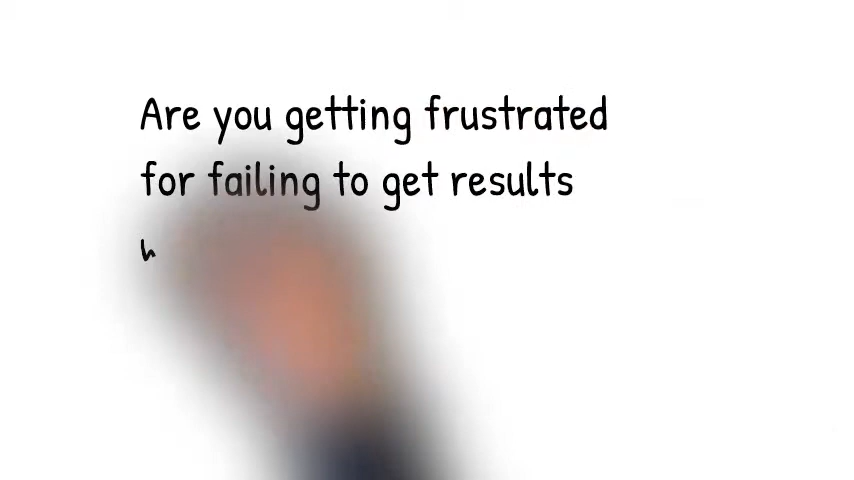 Are you getting frustrated
for failing to get results